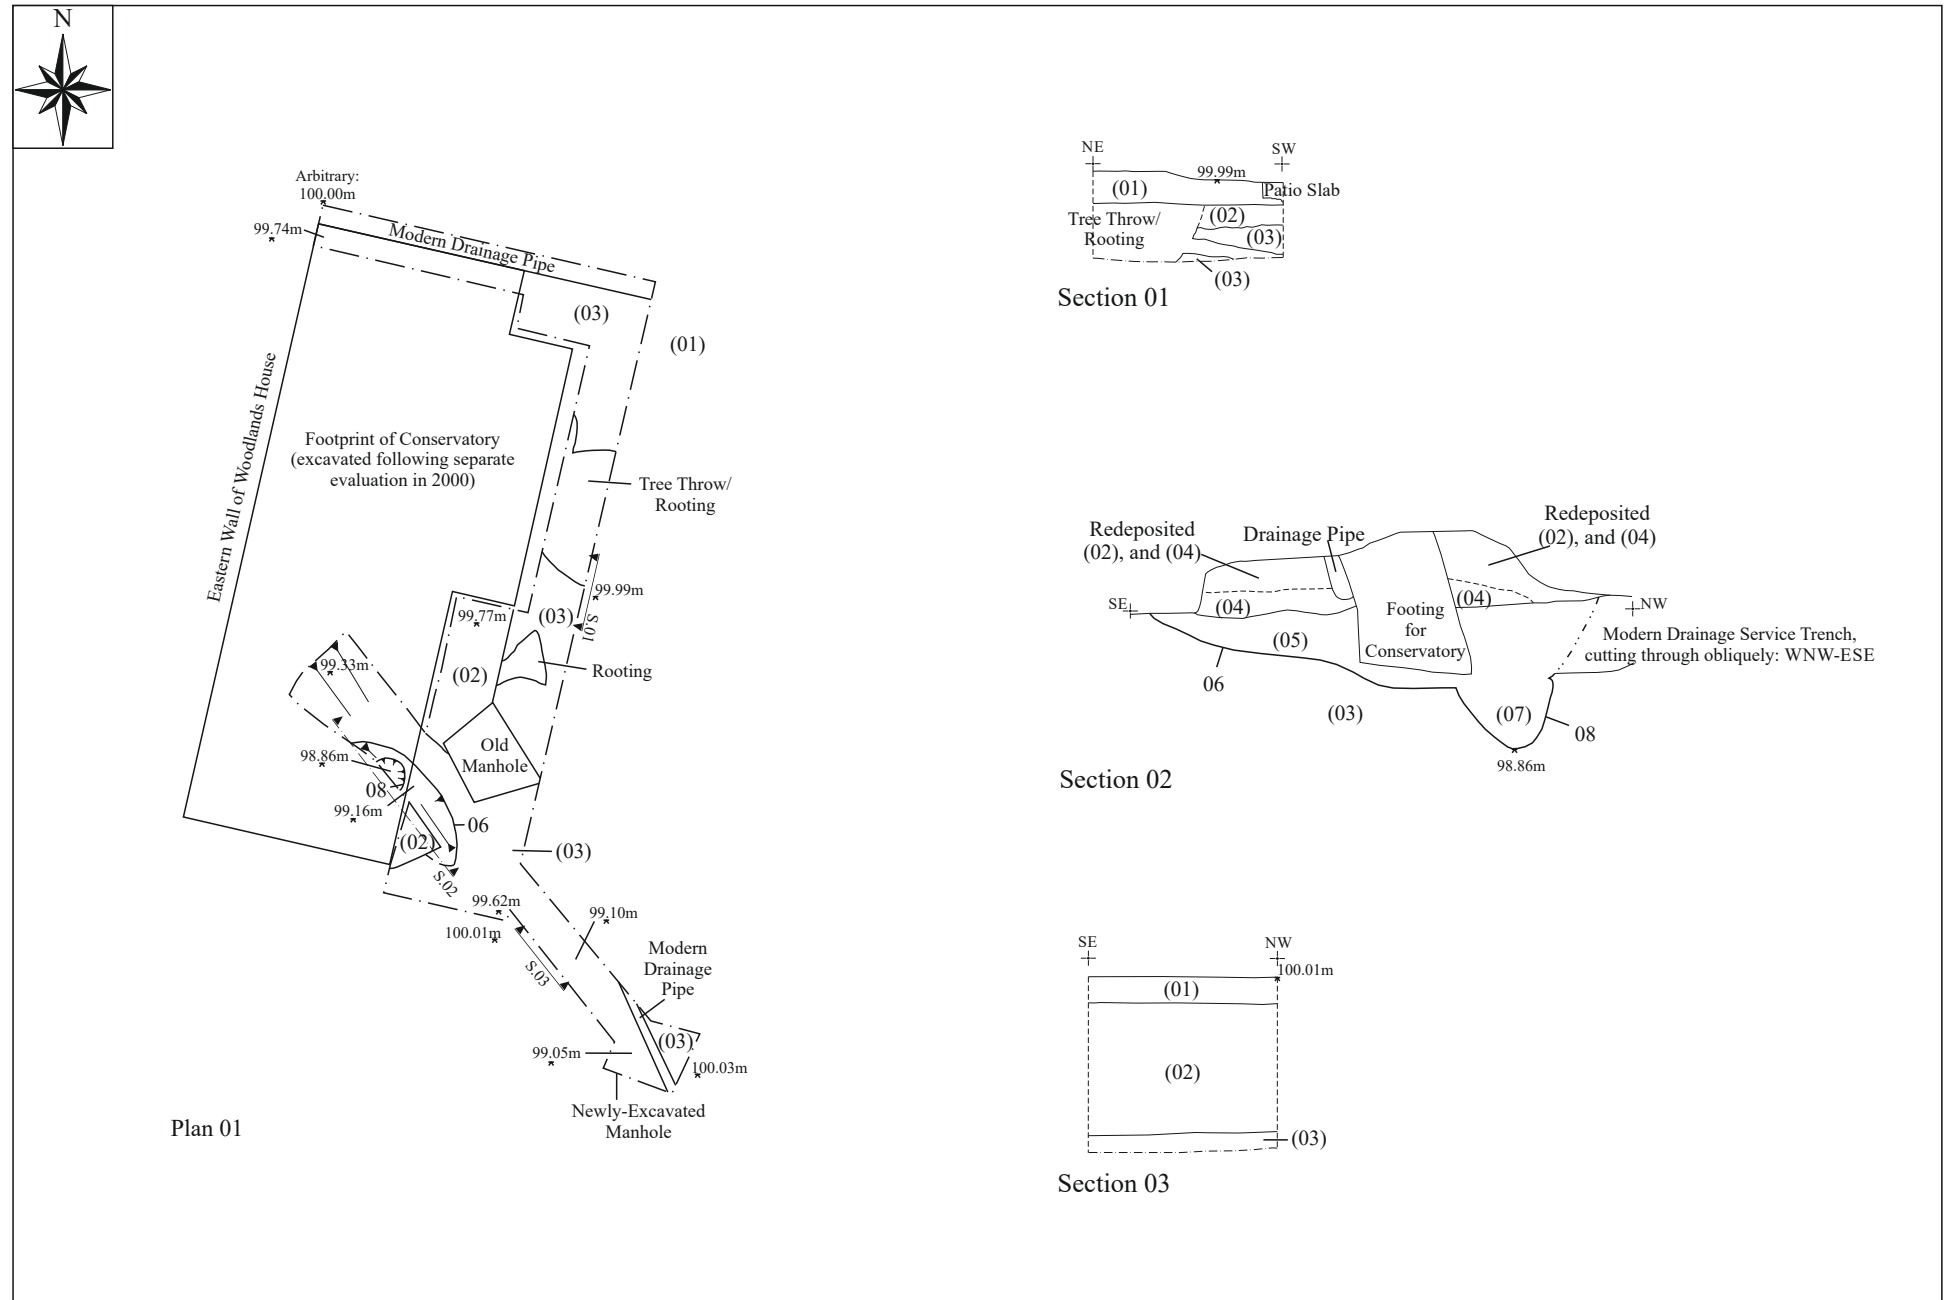 N
Arbitrary:
100.00m
99.74m
Modern Drainage Pipe
(03)
(01)
Eastern Wall of Woodlands House
Footprint of Conservatory
(excavated following separate
evaluation in 2000)
Tree Throw/
Rooting
99.99m
S.01
(03)
99.77m
Rooting
(02)
99.33m
Old
Manhole
98.86m
08
99.16m
06
(02)
(03)
S.02
99.62m
99.10m
100.01m
S.03
Modern
Drainage
Pipe
(03)
99.05m
100.03m
Newly-Excavated
Manhole
Plan 01
NE
SW
99.99m
(01)
Patio Slab
Tree Throw/
Rooting
(02)
(03)
(03)
Section 01
Redeposited
(02), and (04)
Drainage Pipe
Redeposited
(02), and (04)
SE
(04)
(04)
NW
Footing
for
Conservatory
(05)
Modern Drainage Service Trench,
cutting through obliquely: WNW-ESE
06
(03)
(07)
08
98.86m
Section 02
SE
NW
100.01m
(01)
(02)
(03)
Section 03